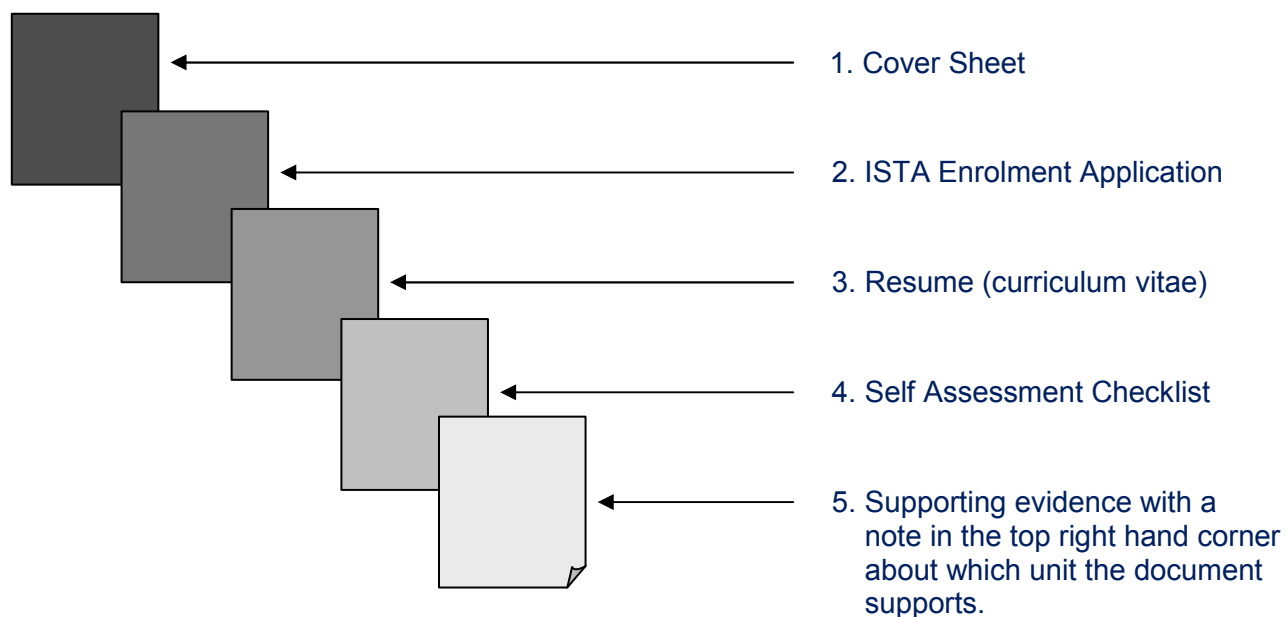 1. Cover Sheet
2. ISTA Enrolment Application
3. Resume (curriculum vitae)
4. Self Assessment Checklist
5. Supporting evidence with a
note in the top right hand corner
about which unit the document
supports.